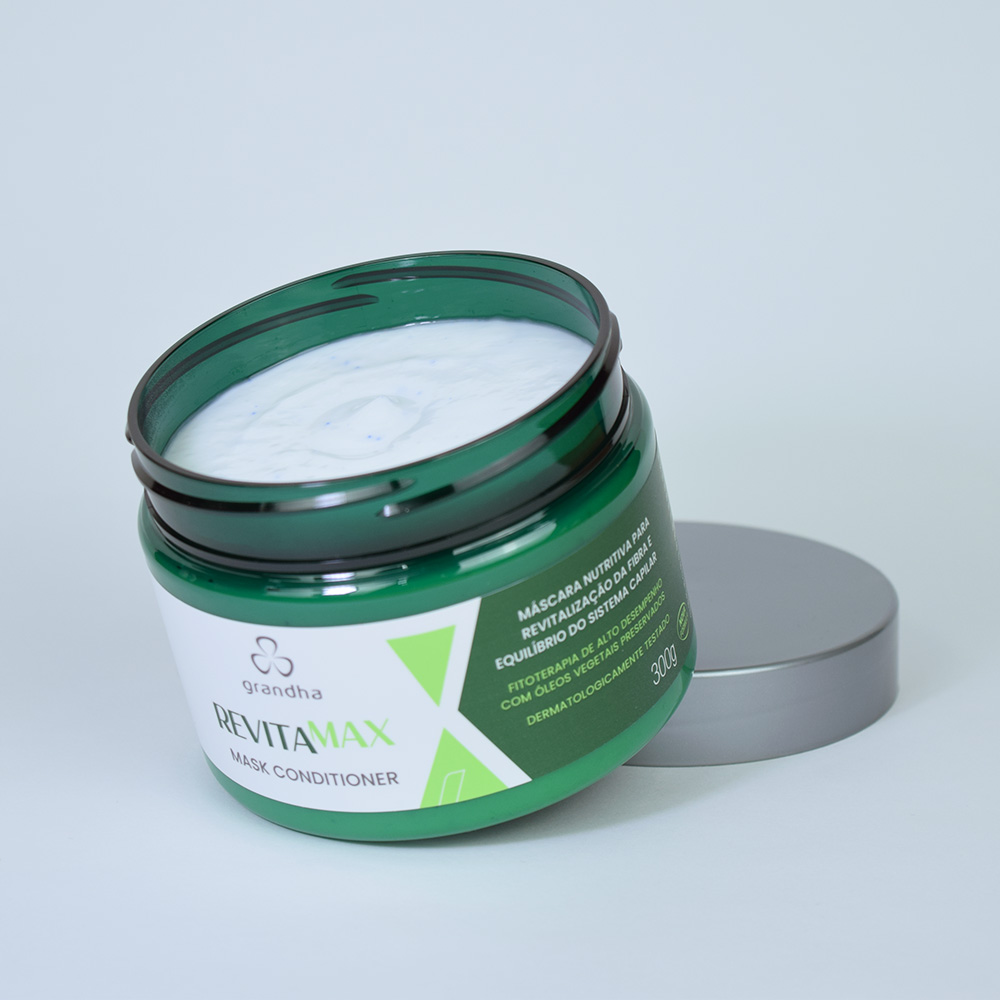 grandha
REVITAMAX
MASK CONDITIONER
MÁSCARA NUTRITIVA PARA
REVITALIZAÇÃO DA FIBRA E
EQUILÍBRIO DO SISTEMA CAPILAR
FITOTERAPIA DE ALTO DESEMPENHO
COM ÓLEOS VEGETAIS PRESERVADOS
DERMATOLOGICAMENTE TESTADO
300g